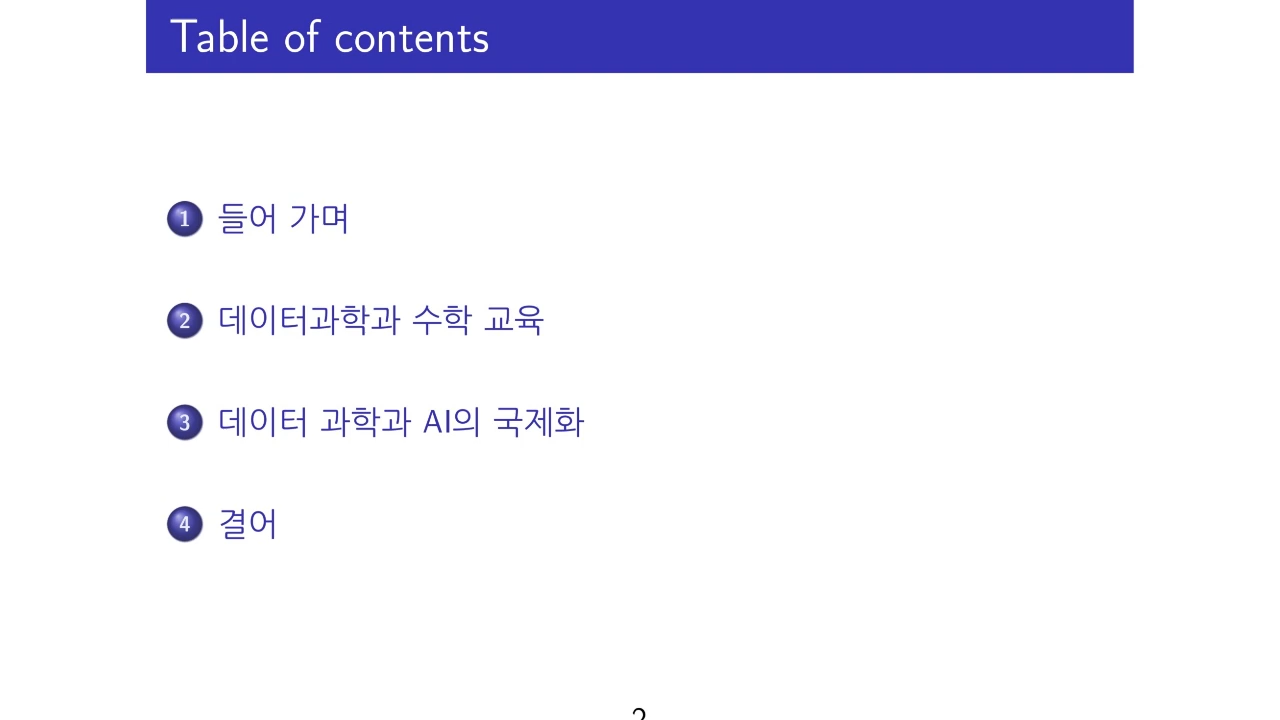 Table of contents
1 들어 가며
2 데이터과학과 수학 교육
3 데이터 과학과 AI의 국제화
4 결어
2